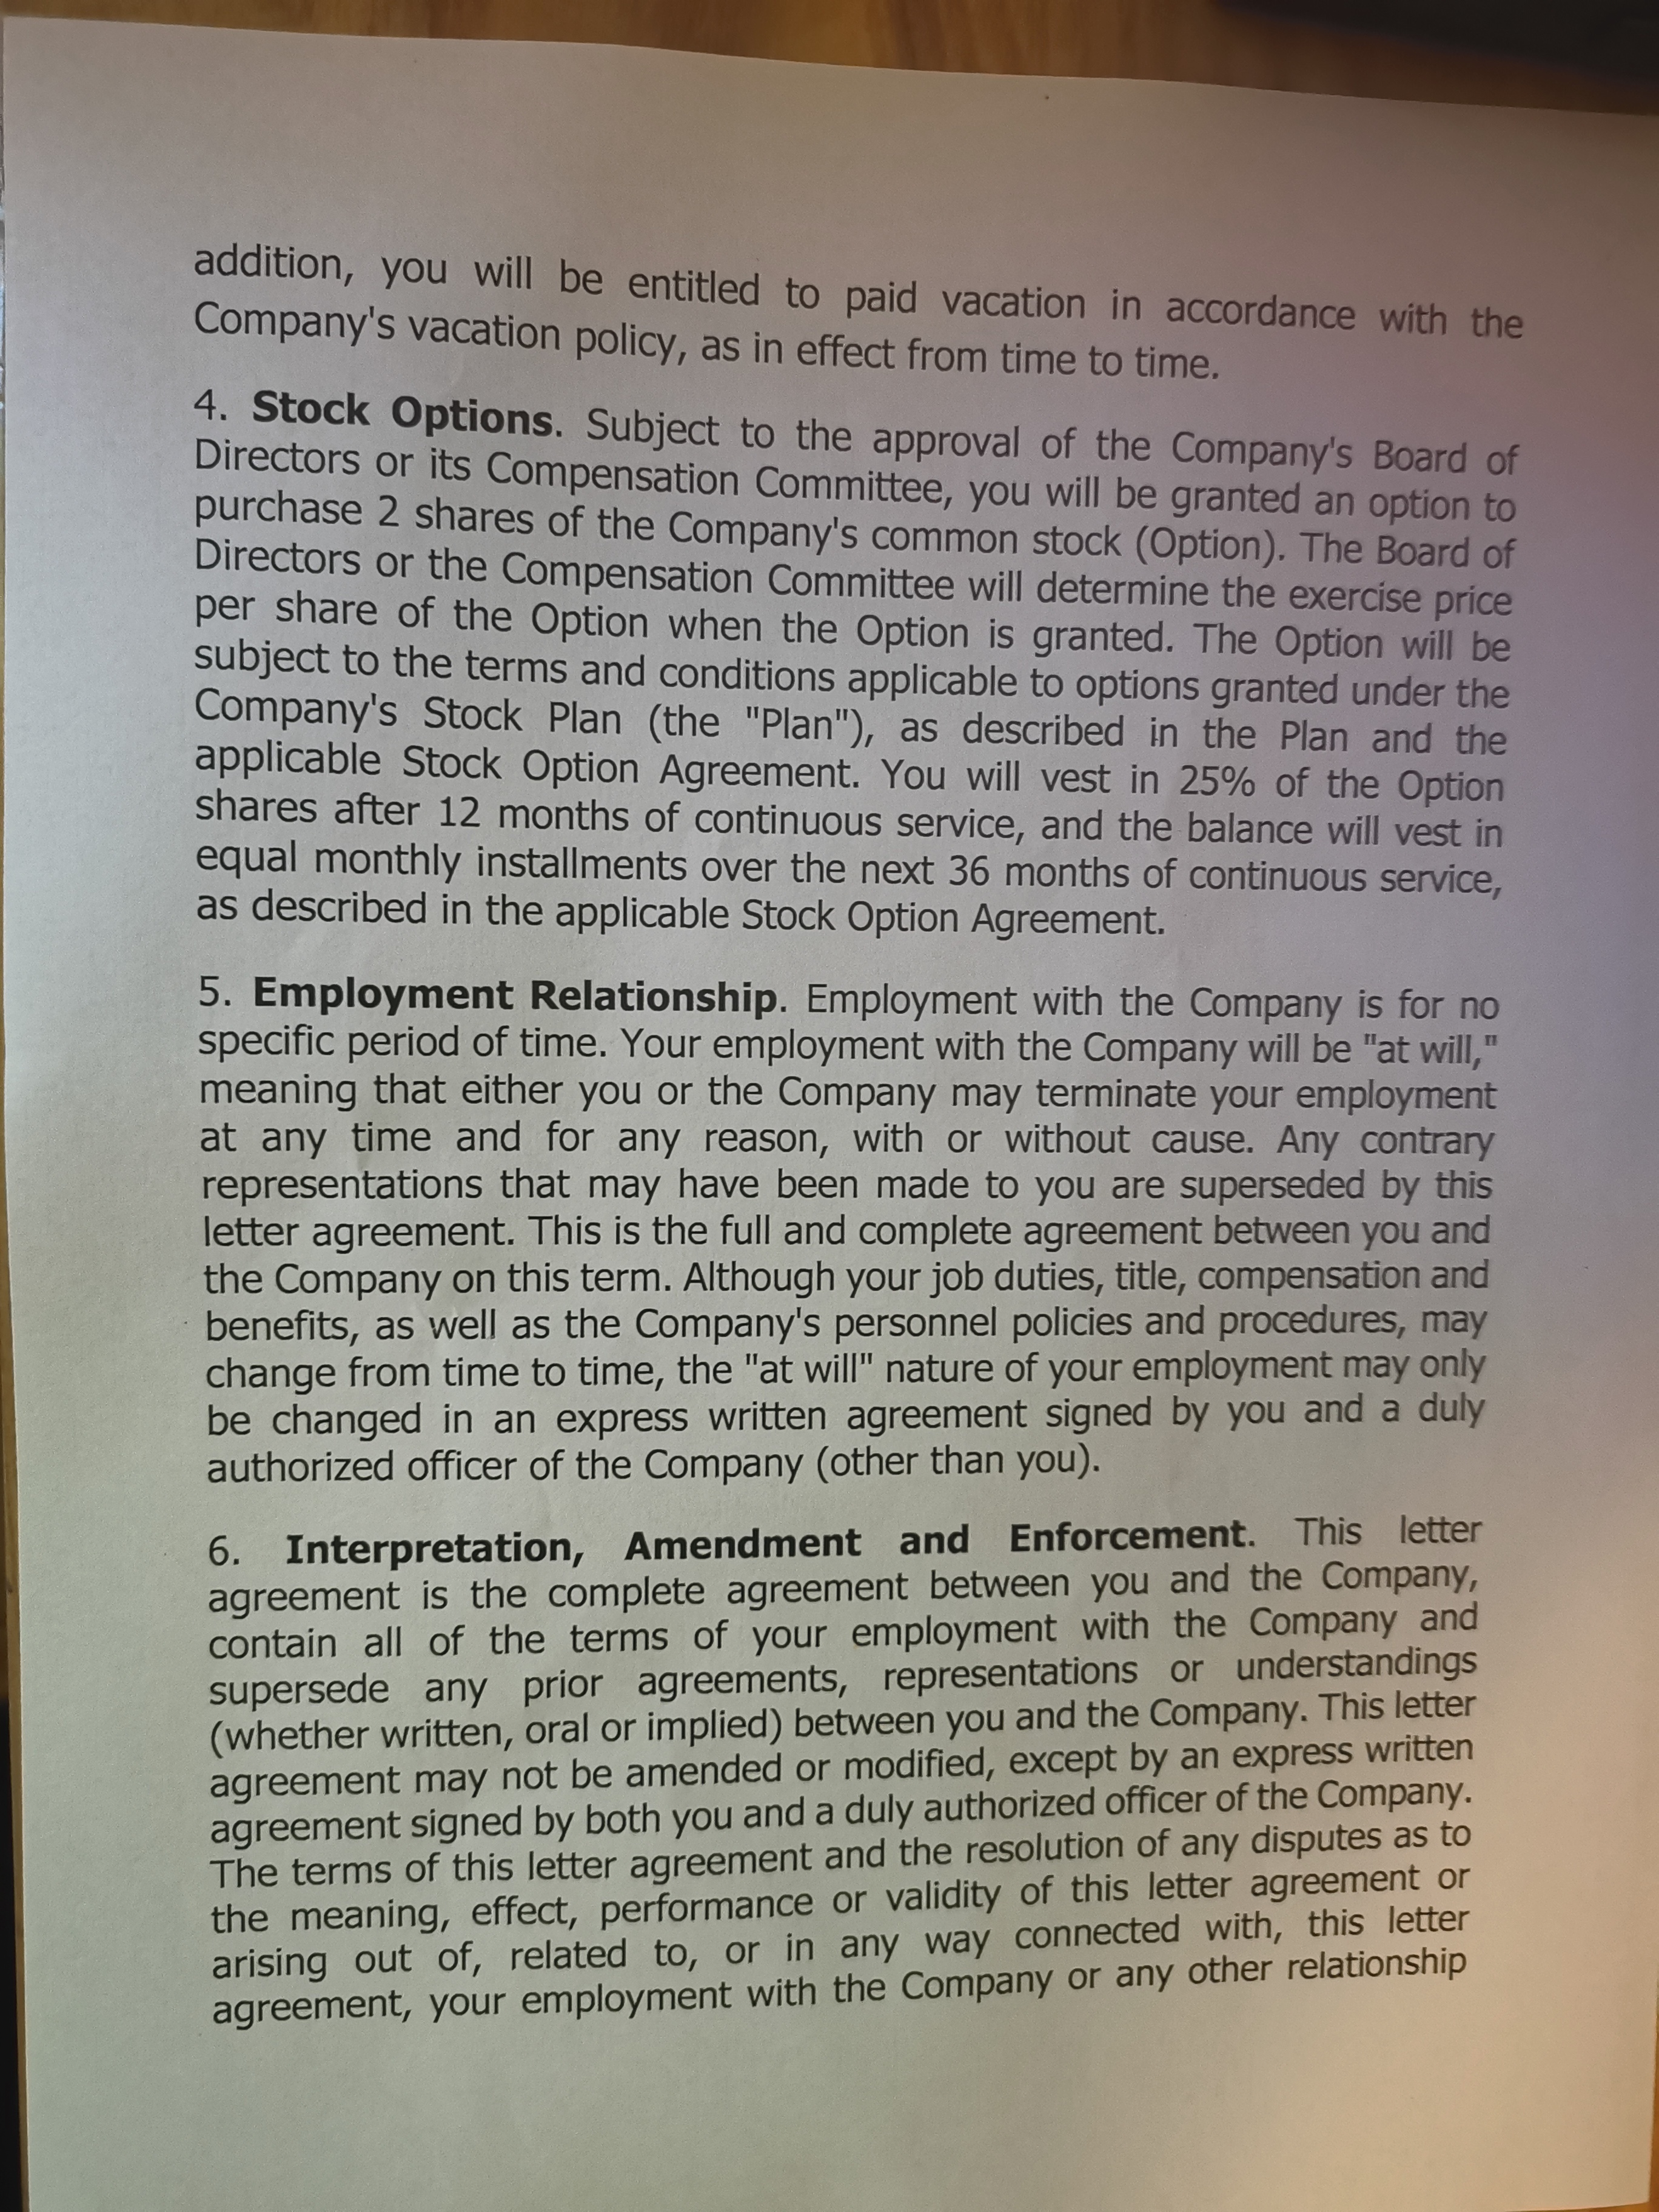 addition, you will be entitled to paid vacation in accordance with the
Company's vacation policy, as in effect from time to time.
4. Stock Options. Subject to the approval of the Company's Board of
Directors or its Compensation Committee, you will be granted an option to
purchase 2 shares of the Company's common stock (Option). The Board of
Directors or the Compensation Committee will determine the exercise price
per share of the Option when the Option is granted. The Option will be
subject to the terms and conditions applicable to options granted under the
Company's Stock Plan (the "Plan"), as described in the Plan and the
applicable Stock Option Agreement. You will vest in 25% of the Option
shares after 12 months of continuous service, and the balance will vest in
equal monthly installments over the next 36 months of continuous service,
as described in the applicable Stock Option Agreement.
5. Employment Relationship. Employment with the Company is for no
specific period of time. Your employment with the Company will be "at will,"
meaning that either you or the Company may terminate your employment
at any time and for any reason, with or without cause. Any contrary
representations that may have been made to you are superseded by this
letter agreement. This is the full and complete agreement between you and
the Company on this term. Although your job duties, title, compensation and
benefits, as well as the Company's personnel policies and procedures, may
change from time to time, the "at will" nature of your employment may only
be changed in an express written agreement signed by you and a duly
authorized officer of the Company (other than you).
6. Interpretation, Amendment and Enforcement. This letter
agreement is the complete agreement between you and the Company,
contain all of the terms of your employment with the Company and
supersede any prior agreements, representations or understandings
(whether written, oral or implied) between you and the Company. This letter
agreement may not be amended or modified, except by an express written
agreement signed by both you and a duly authorized officer of the Company.
The terms of this letter agreement and the resolution of any disputes as to
the meaning, effect, performance or validity of this letter agreement or
arising out of, related to, or in any way connected with, this letter
agreement, your employment with the Company or any other relationship